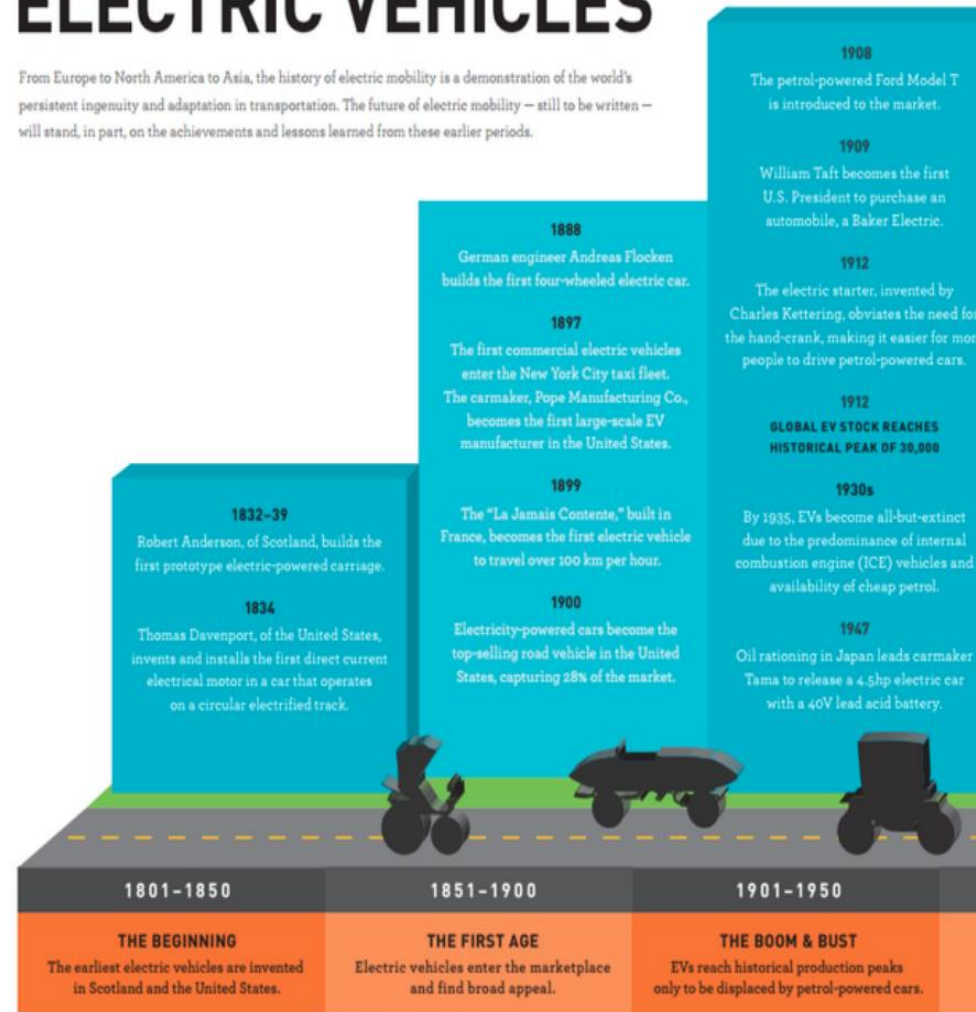 ELECTRIC VEHICLES
From Europe to North America to Asia, the history of electric mobility is a demonstration of the world's
persistent ingenuity and adaptation in transportation. The future of electric mobility — still to be written —
will stand, in part, on the achievements and lessons learned from these earlier periods.
1832–39
Robert Anderson, of Scotland, builds the
first prototype electric-powered carriage.
1834
Thomas Davenport, of the United States,
invents and installs the first direct current
electrical motor in a car that operates
on a circular electrified track.
1888
German engineer Andreas Flocken
builds the first four-wheeled electric car.
1897
The first commercial electric vehicles
enter the New York City taxi fleet.
The carmaker, Pope Manufacturing Co.,
becomes the first large-scale EV
manufacturer in the United States.
1899
The "La Jamais Contente," built in
France, becomes the first electric vehicle
to travel over 100 km per hour.
1900
Electricity-powered cars become the
top-selling road vehicle in the United
States, capturing 28% of the market.
1908
The petrol-powered Ford Model T
is introduced to the market.
1909
William Taft becomes the first
U.S. President to purchase an
automobile, a Baker Electric.
1912
The electric starter, invented by
Charles Kettering, obviates the need for
the hand-crank, making it easier for mor
people to drive petrol-powered cars.
1912
GLOBAL EV STOCK REACHES
HISTORICAL PEAK OF 30,000
1930s
By 1935, EVs become all-but-extinct
due to the predominance of internal
combustion engine (ICE) vehicles and
availability of cheap petrol.
1947
Oil rationing in Japan leads carmaker
Tama to release a 4.5hp electric car
with a 40V lead acid battery.
1801–1850
THE BEGINNING
The earliest electric vehicles are invented
in Scotland and the United States.
1851–1900
THE FIRST AGE
Electric vehicles enter the marketplace
and find broad appeal.
1901–1950
THE BOOM & BUST
EVs reach historical production peaks
only to be displaced by petrol-powered cars.